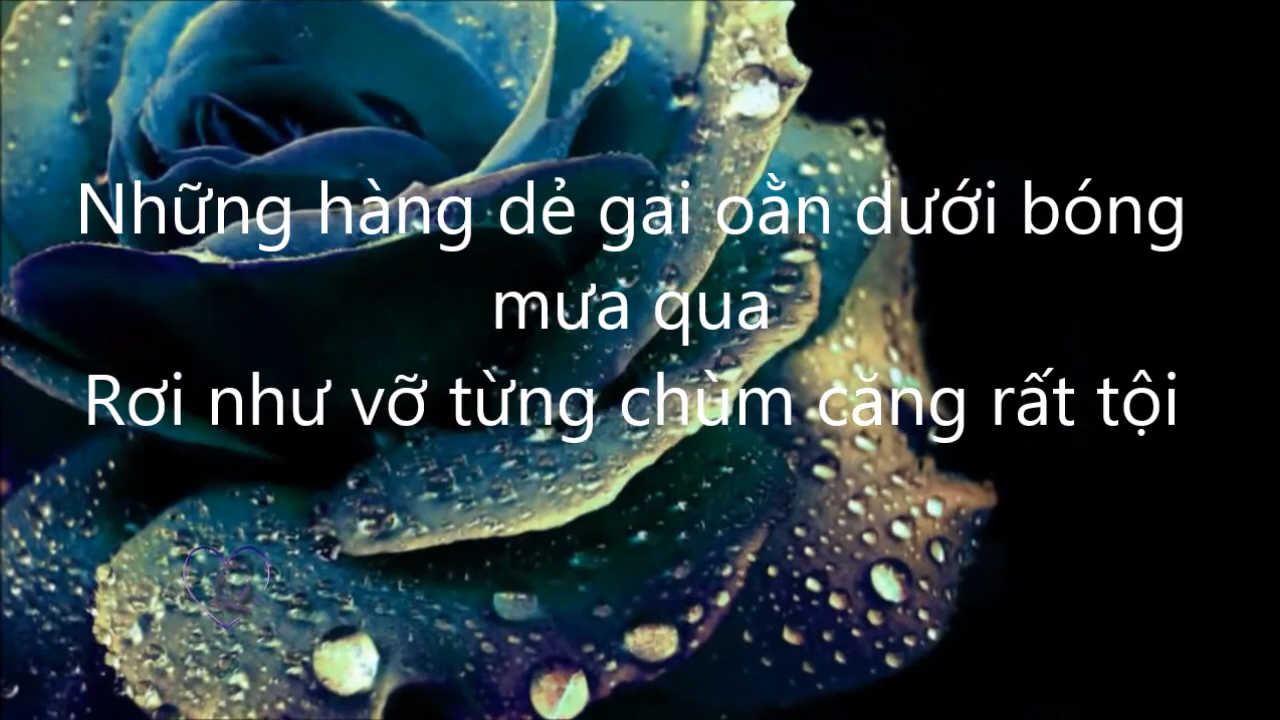 Những hàng dẻ gai oằn dưới bóng
mưa qua
Rơi như vỡ từng chùm căng rất tội